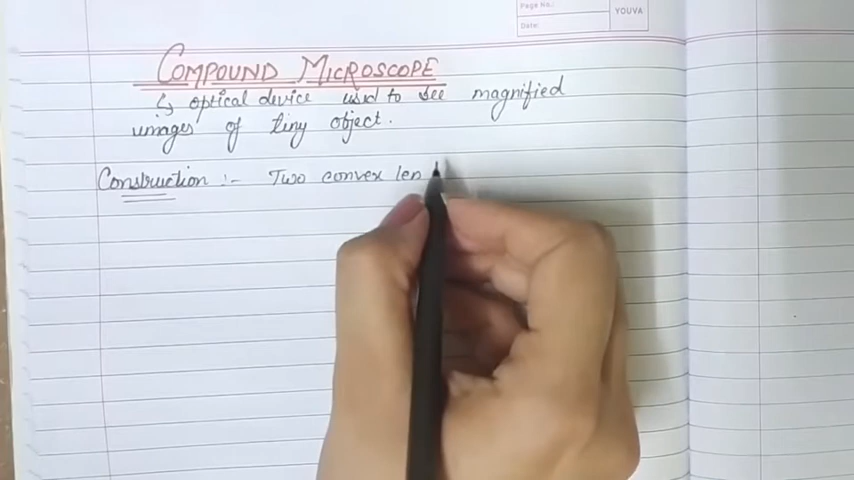 Page No.:
Date:
YOUVA
COMPOUND MICROSCOPE
↳ optical device used to see magnified
images of tiny object.
Construction :- Two convex len